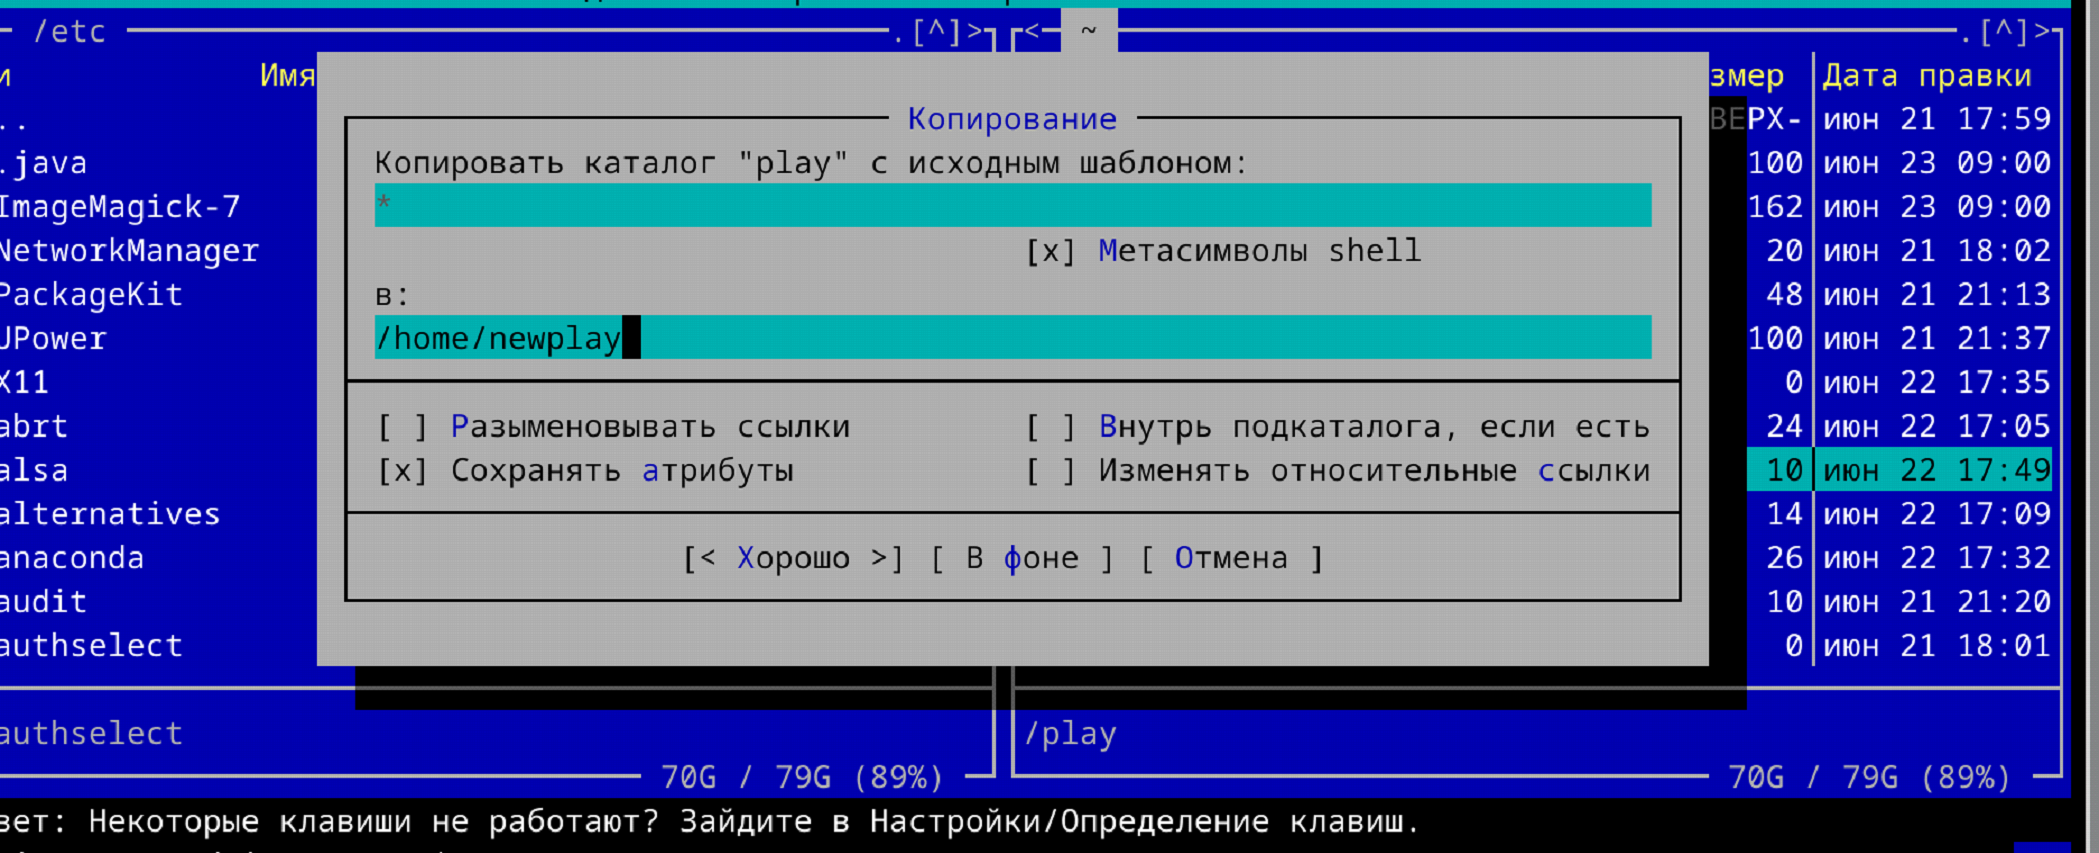 /etc .[^]> <- ~ .[^]>
и Имя змер Дата правки
.. ВЕРХ- июн 21 17:59
.java 100 июн 23 09:00
ImageMagick-7 162 июн 23 09:00
NetworkManager 20 июн 21 18:02
PackageKit 48 июн 21 21:13
UPower 100 июн 21 21:37
X11 0 июн 22 17:35
abrt 24 июн 22 17:05
alsa 10 июн 22 17:49
alternatives 14 июн 22 17:09
anaconda 26 июн 22 17:32
audit 10 июн 21 21:20
authselect 0 июн 21 18:01
Копирование
Копировать каталог "play" с исходным шаблоном:
*
[x] Метасимволы shell
в:
/home/newplay
[ ] Разыменовывать ссылки [ ] Внутрь подкаталога, если есть
[x] Сохранять атрибуты [ ] Изменять относительные ссылки
[< Хорошо >] [ В фоне ] [ Отмена ]
authselect /play
70G / 79G (89%) 70G / 79G (89%)
вет: Некоторые клавиши не работают? Зайдите в Настройки/Определение клавиш.